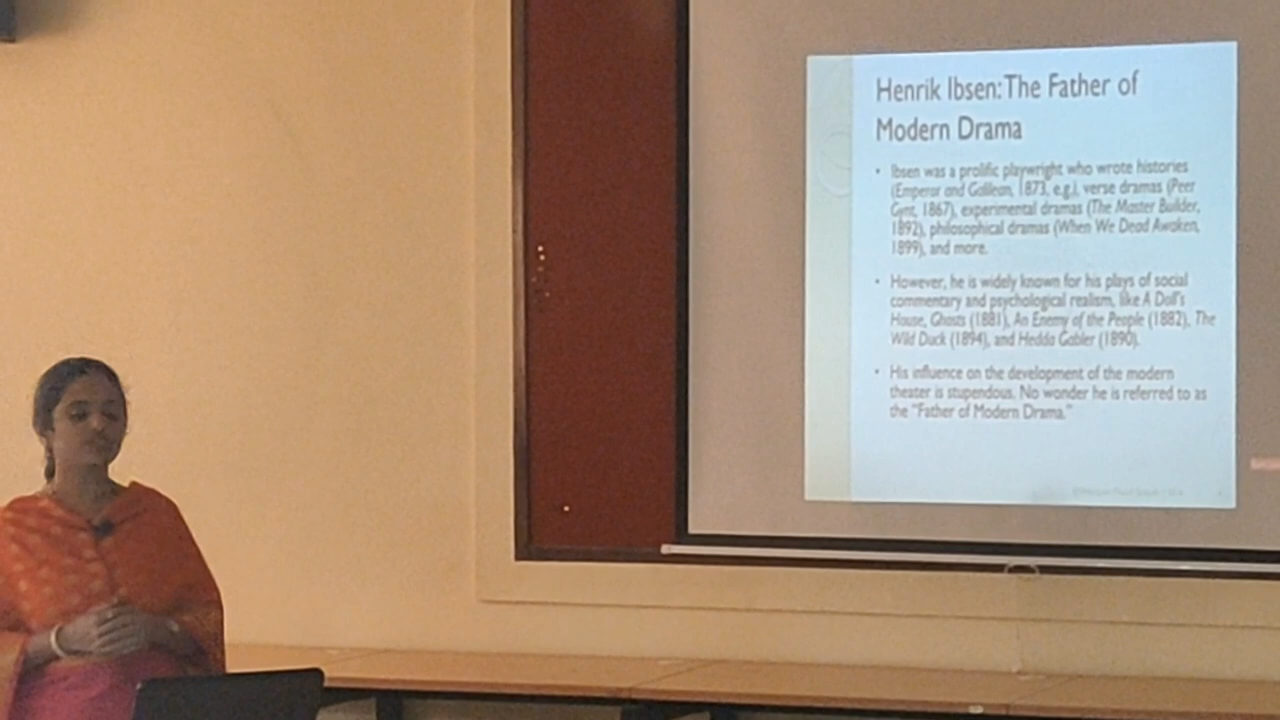 Henrik Ibsen: The Father of
Modern Drama
• Ibsen was a prolific playwright who wrote histories
(Emperor and Galilean, 1873, e.g.), verse dramas (Peer
Gynt, 1867), experimental dramas (The Master Builder,
1892), philosophical dramas (When We Dead Awaken,
1899), and more.
• However, he is widely known for his plays of social
commentary and psychological realism, like A Doll's
House, Ghosts (1881), An Enemy of the People (1882), The
Wild Duck (1894), and Hedda Gabler (1890).
• His influence on the development of the modern
theater is stupendous. No wonder he is referred to as
the "Father of Modern Drama."